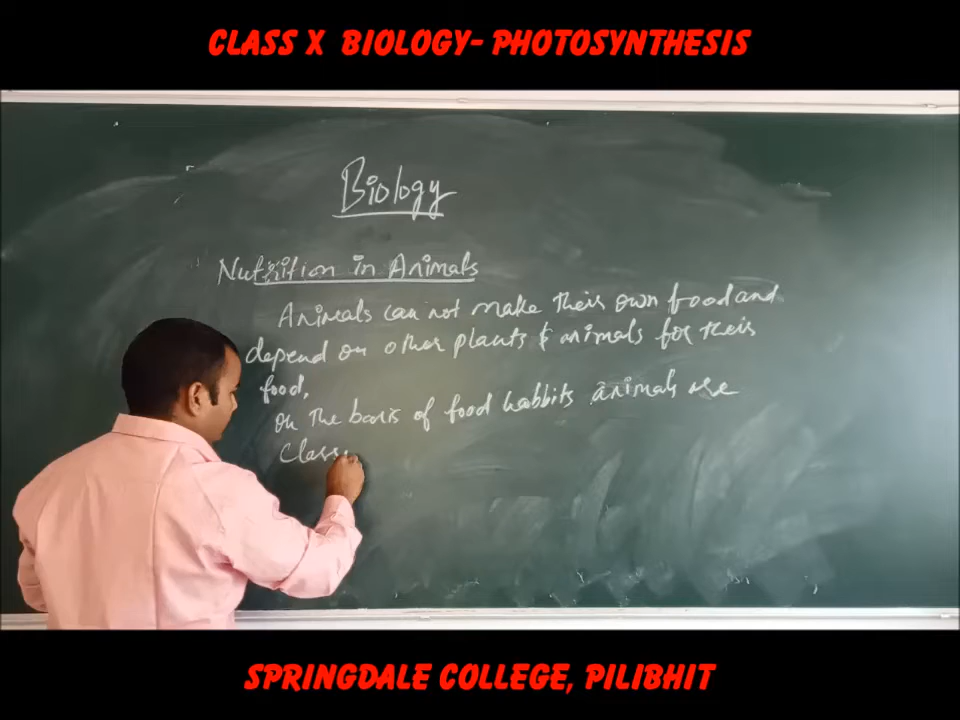 CLASS X BIOLOGY- PHOTOSYNTHESIS
Biology
Nutrition in Animals
Animals can not make their own food and
depend on other plants & animals for their
food,
on the basis of food habbits animals are
Class
SPRINGDALE COLLEGE, PILIBHIT